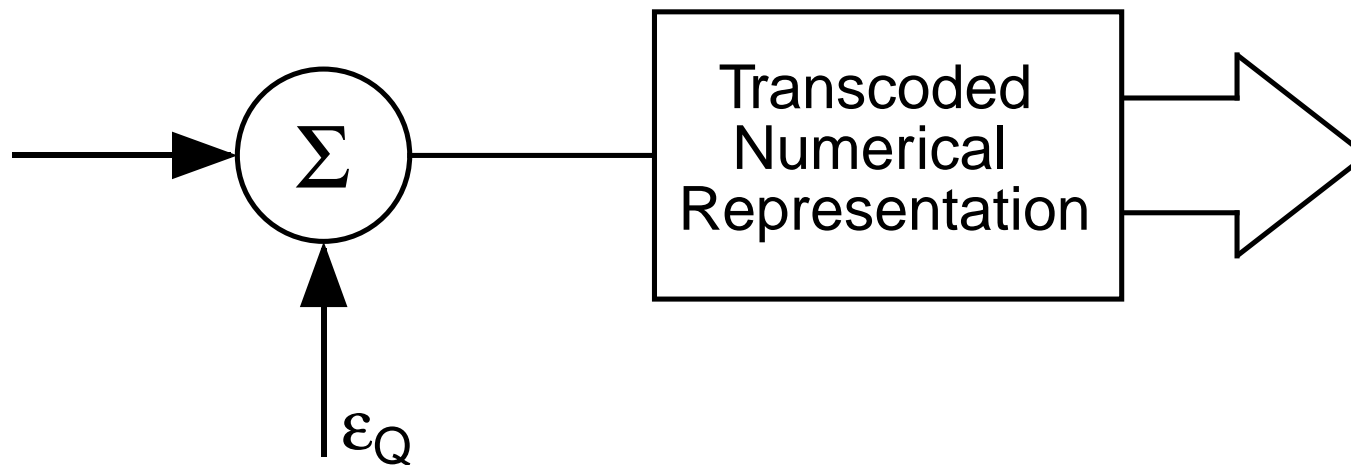 Σ
Transcoded
Numerical
Representation
εQ